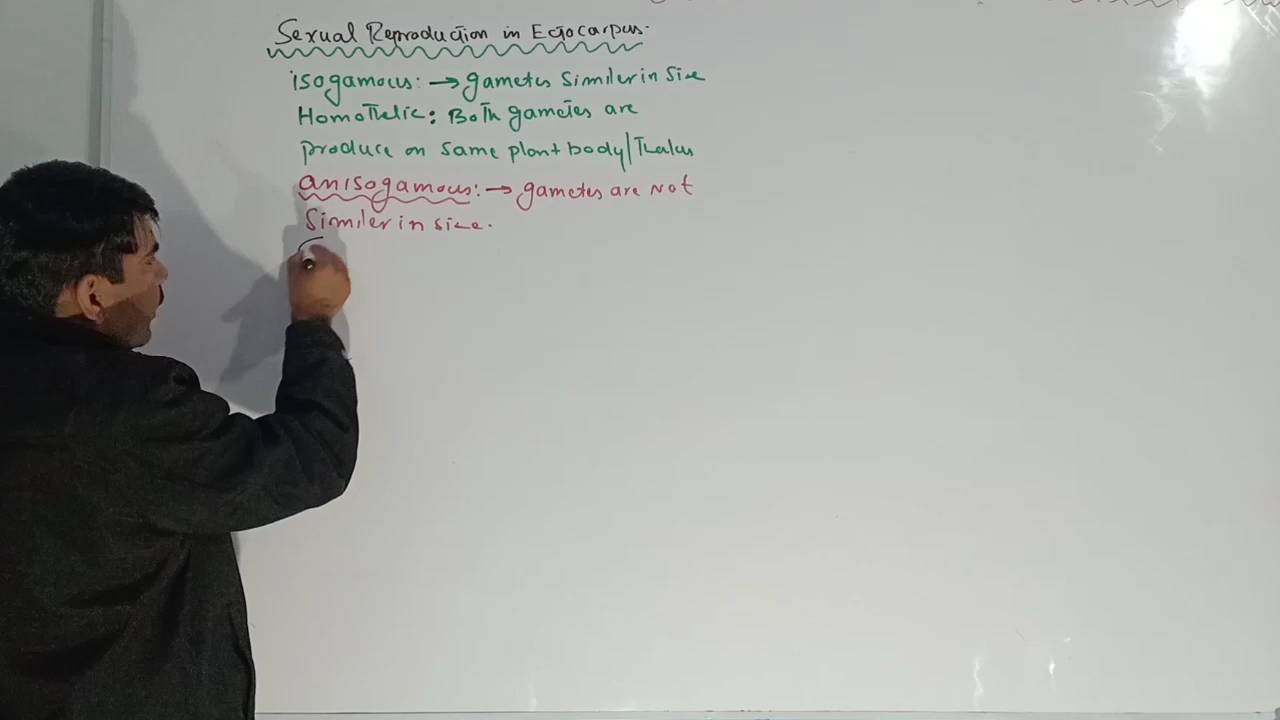 Sexual Reproduction in Ectocarpus.
isogamous: → gametes Similer in Size
Homothelic: Both gametes are
produce on same plant body/Thalus
anisogamous: → gametes are Not
Similer in size.